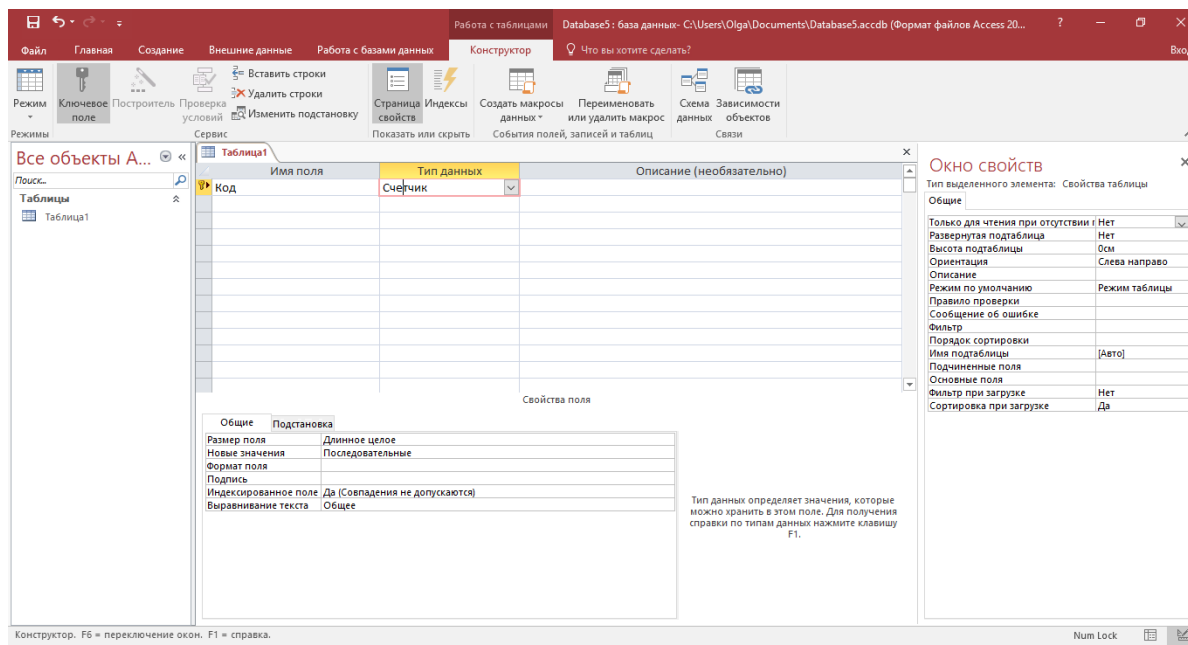 Работа с таблицами
Database5 : база данных- C:\Users\Olga\Documents\Database5.accdb (Формат файлов Access 20...
?
Файл Главная Создание Внешние данные Работа с базами данных Конструктор Что вы хотите сделать? Вхо
Режим
Ключевое поле
Построитель
Проверка условий
Вставить строки
Удалить строки
Изменить подстановку
Страница свойств
Индексы
Создать макросы данных
Переименовать или удалить макрос
Схема данных
Зависимости объектов
Режимы Сервис Показать или скрыть События полей, записей и таблиц Связи
Все объекты A... «
Поиск...
Таблицы
Таблица1
Таблица1
Имя поля Тип данных Описание (необязательно)
Код Счетчик
Свойства поля
Общие Подстановка
Размер поля Длинное целое
Новые значения Последовательные
Формат поля
Подпись
Индексированное поле Да (Совпадения не допускаются)
Выравнивание текста Общее
Тип данных определяет значения, которые
можно хранить в этом поле. Для получения
справки по типам данных нажмите клавишу
F1.
Окно свойств
Тип выделенного элемента: Свойства таблицы
Общие
Только для чтения при отсутствии Нет
Развернутая подтаблица Нет
Высота подтаблицы 0см
Ориентация Слева направо
Описание
Режим по умолчанию Режим таблицы
Правило проверки
Сообщение об ошибке
Фильтр
Порядок сортировки
Имя подтаблицы [Авто]
Подчиненные поля
Основные поля
Фильтр при загрузке Нет
Сортировка при загрузке Да
Конструктор. F6 = переключение окон. F1 = справка.
Num Lock